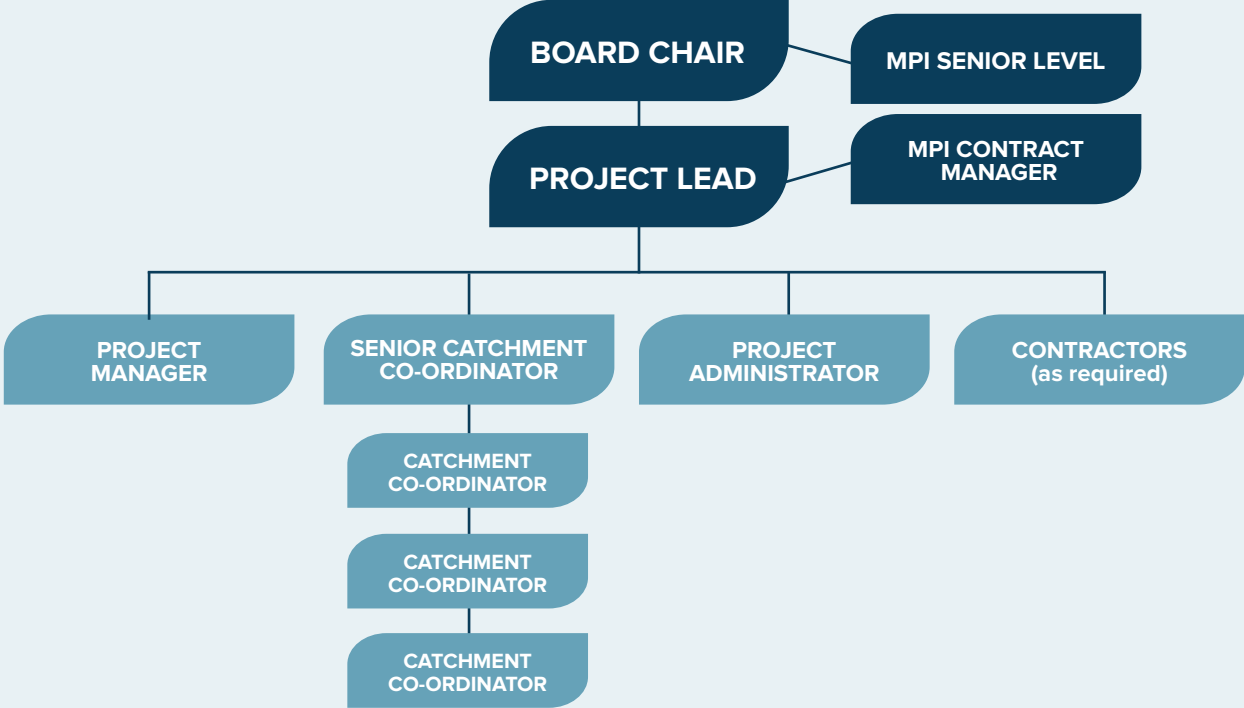 BOARD CHAIR
MPI SENIOR LEVEL
PROJECT LEAD
MPI CONTRACT
MANAGER
PROJECT
MANAGER
SENIOR CATCHMENT
CO-ORDINATOR
PROJECT
ADMINISTRATOR
CONTRACTORS
(as required)
CATCHMENT
CO-ORDINATOR
CATCHMENT
CO-ORDINATOR
CATCHMENT
CO-ORDINATOR